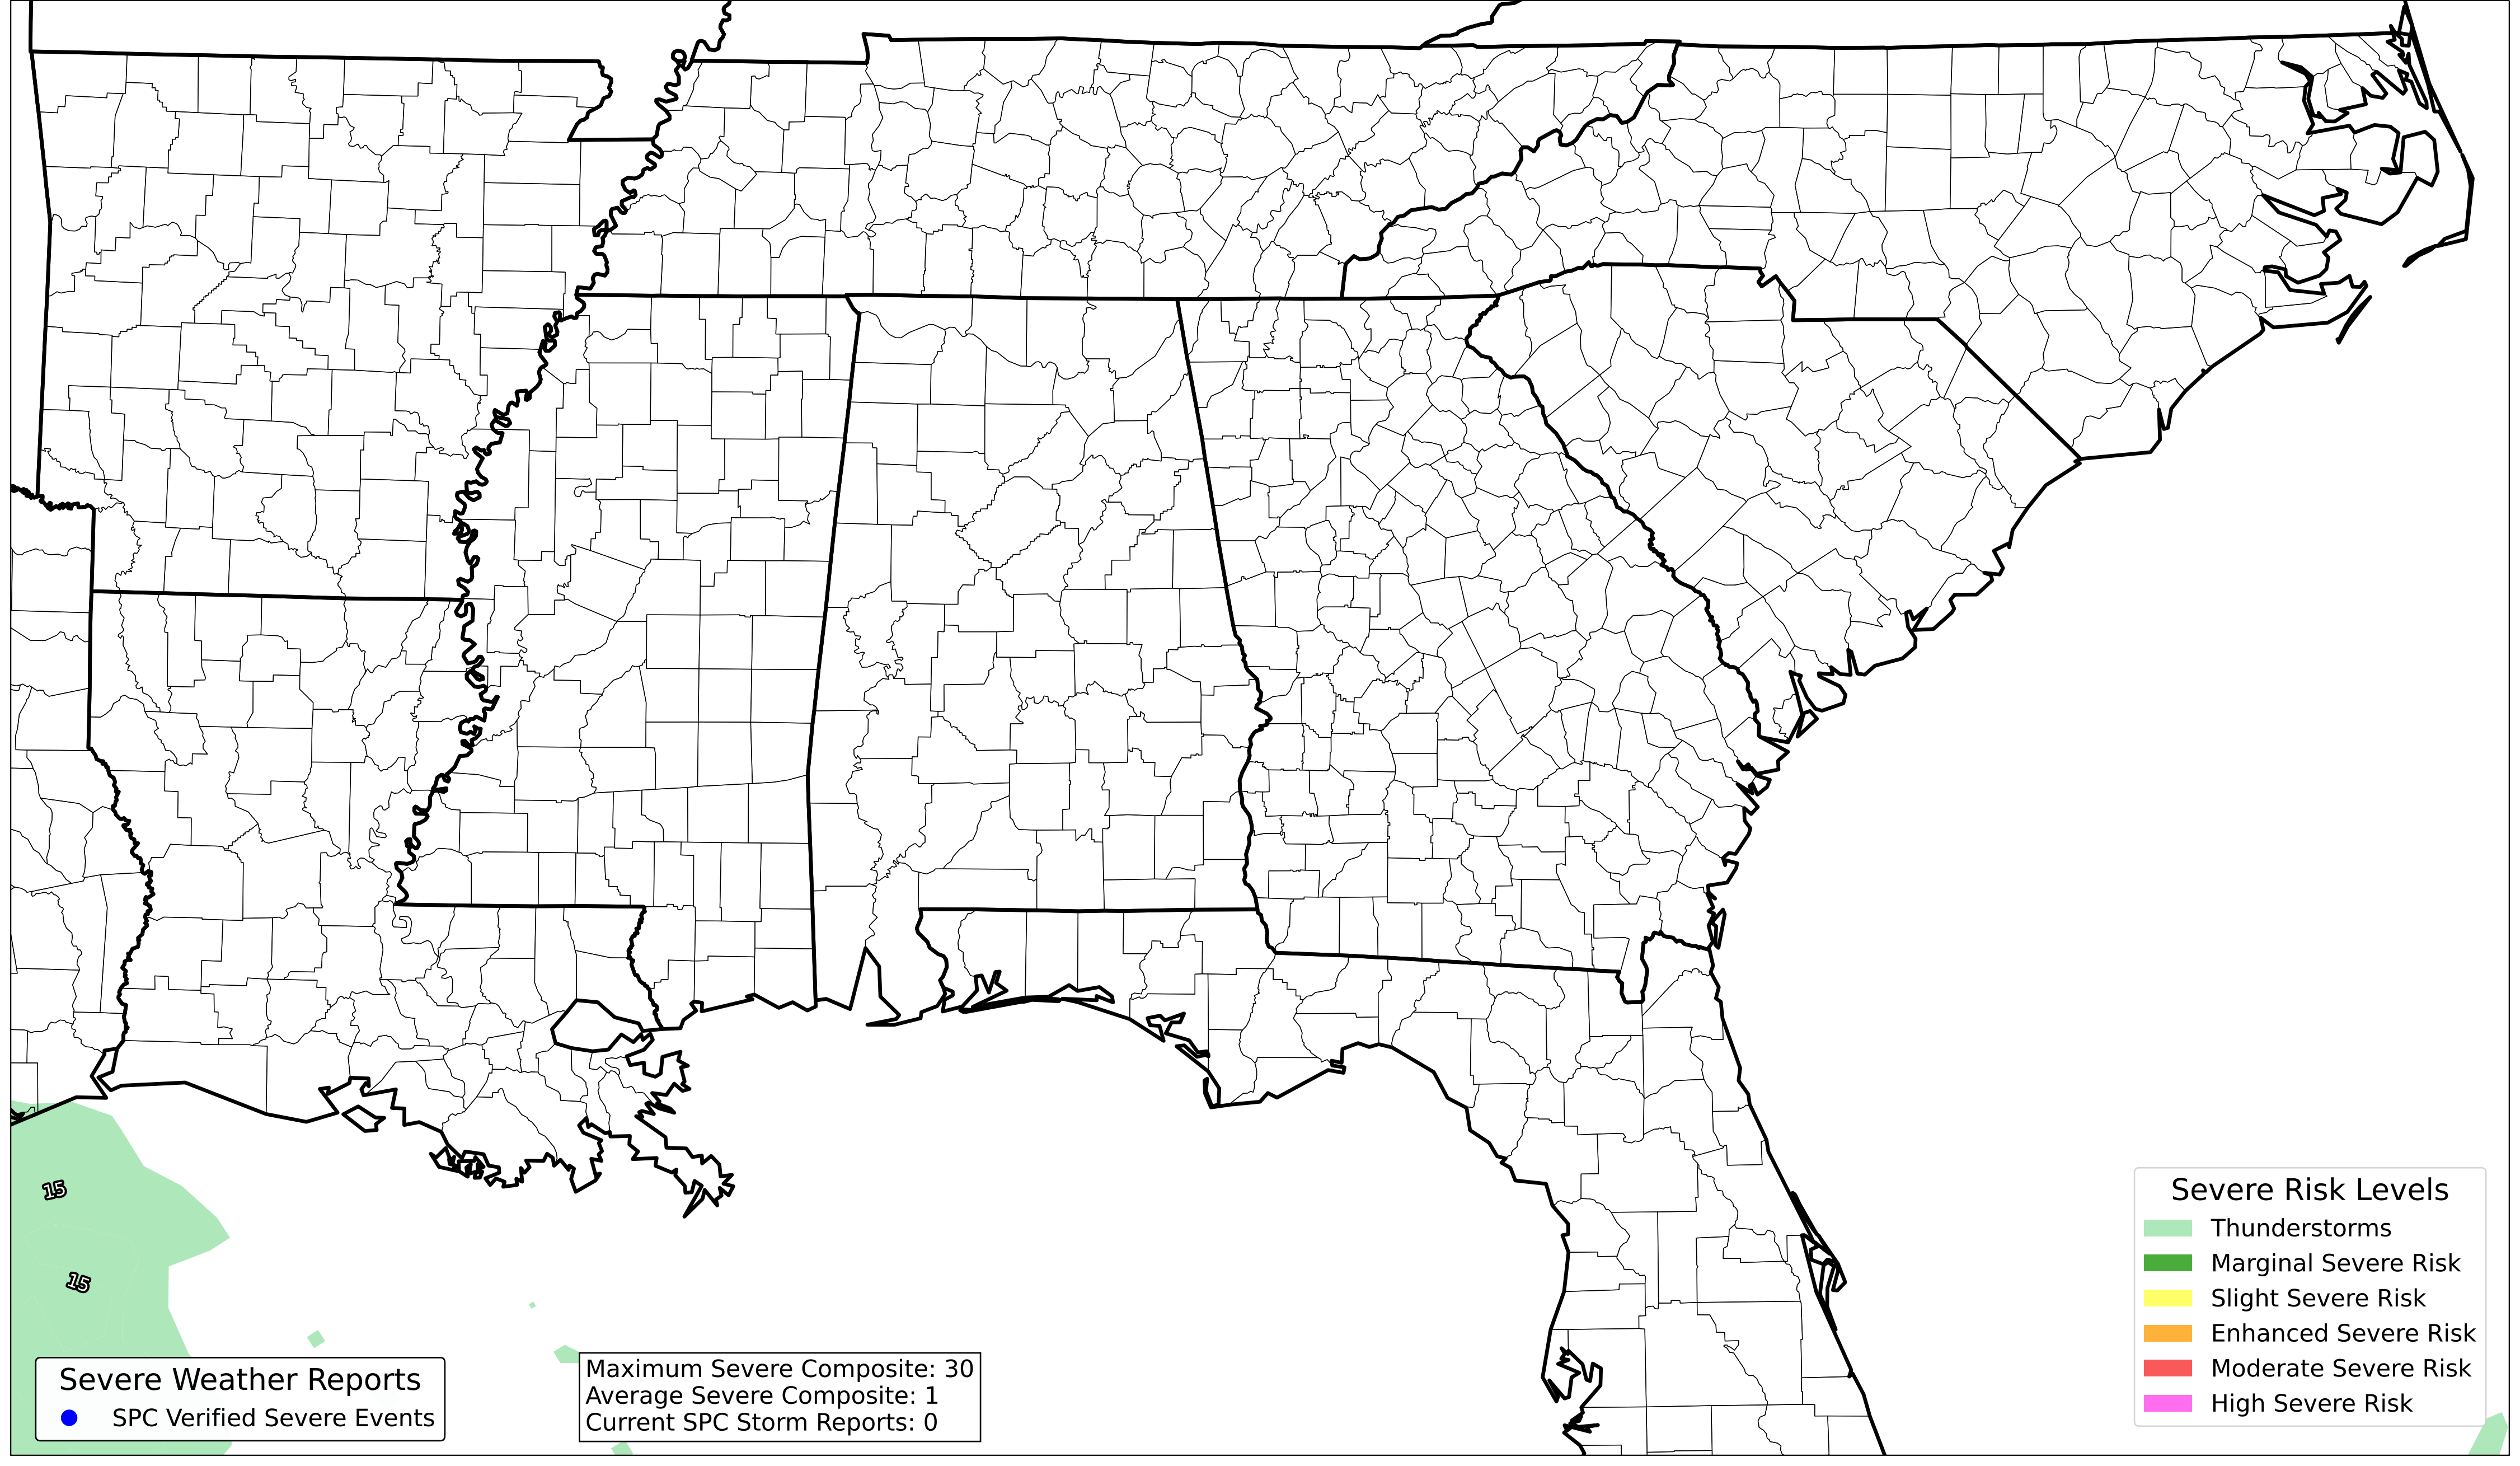 15
15
Severe Weather Reports
SPC Verified Severe Events
Maximum Severe Composite: 30
Average Severe Composite: 1
Current SPC Storm Reports: 0
Severe Risk Levels
Thunderstorms
Marginal Severe Risk
Slight Severe Risk
Enhanced Severe Risk
Moderate Severe Risk
High Severe Risk